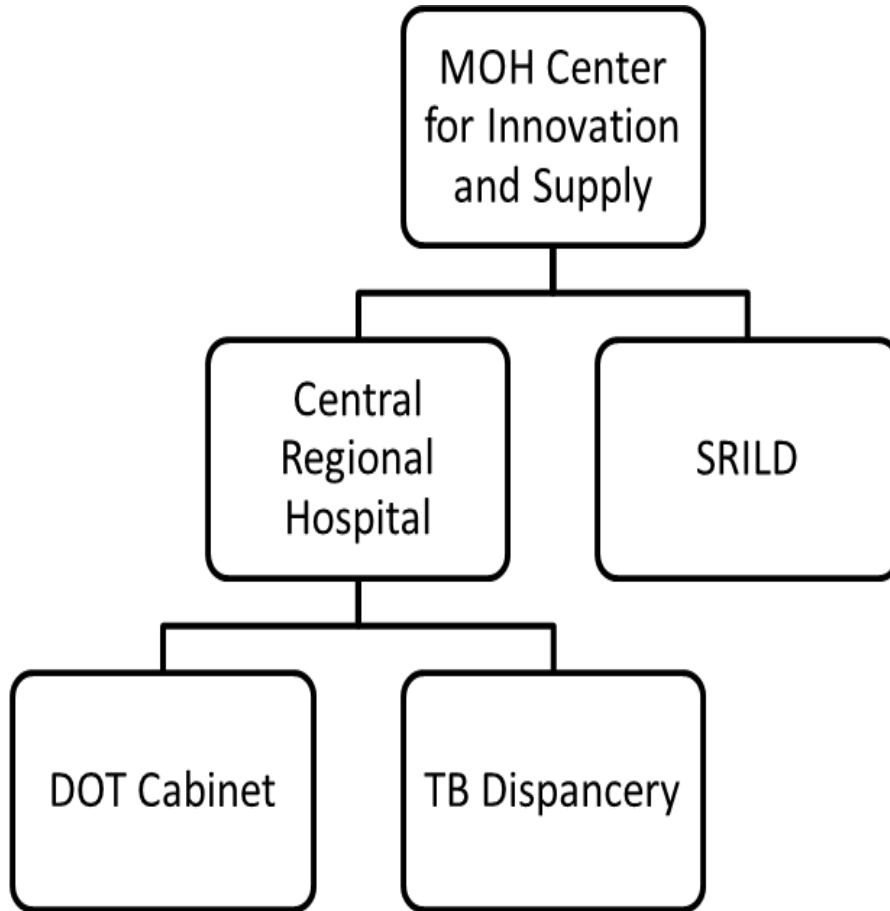 MOH Center
for Innovation
and Supply
Central
Regional
Hospital
SRILD
DOT Cabinet
TB Dispancery